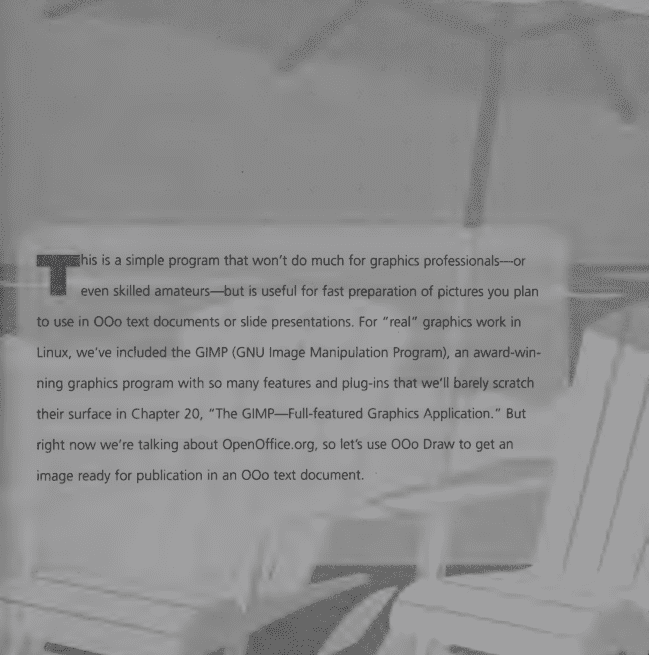 This is a simple program that won't do much for graphics professionals—or
even skilled amateurs—but is useful for fast preparation of pictures you plan
to use in OOo text documents or slide presentations. For "real" graphics work in
Linux, we've included the GIMP (GNU Image Manipulation Program), an award-win-
ning graphics program with so many features and plug-ins that we'll barely scratch
their surface in Chapter 20, "The GIMP—Full-featured Graphics Application." But
right now we're talking about OpenOffice.org, so let's use OOo Draw to get an
image ready for publication in an OOo text document.